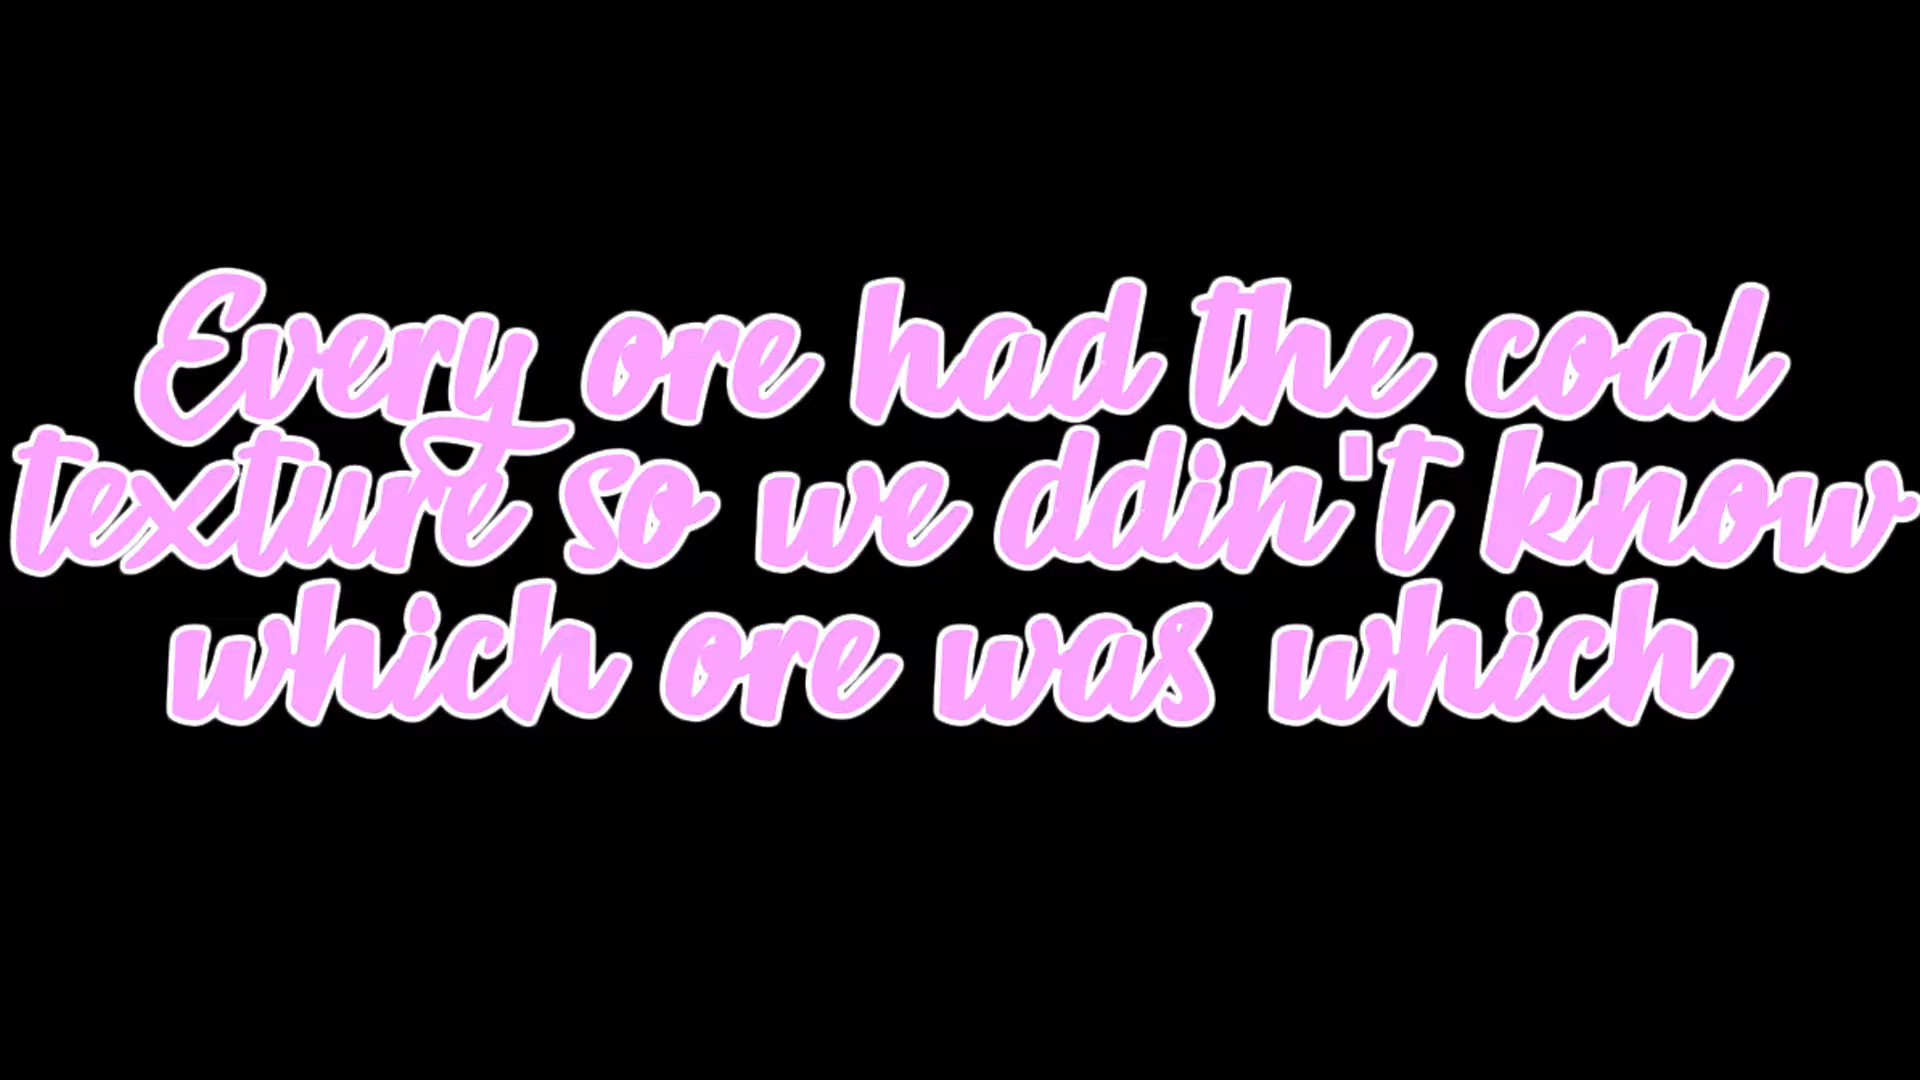 Every ore had the coal
texture so we ddin't know
which ore was which